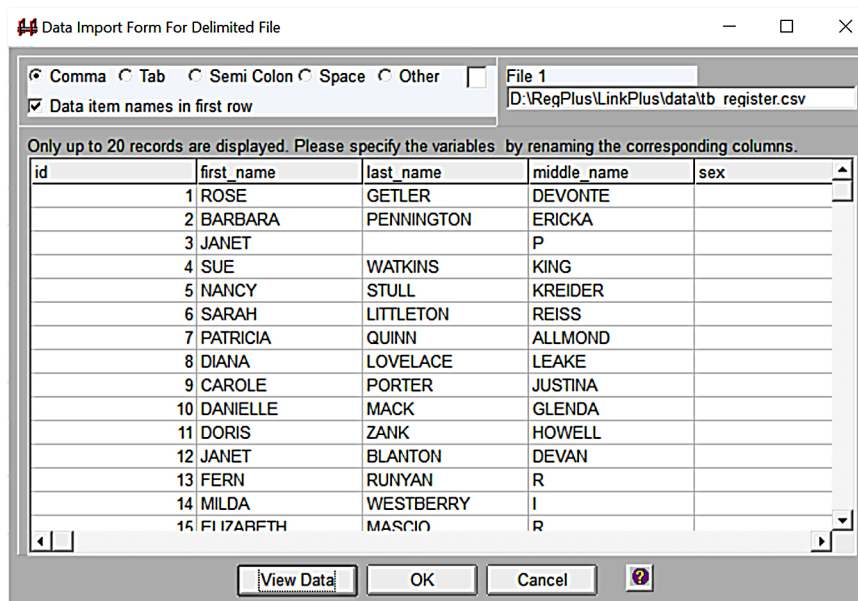 Data Import Form For Delimited File
Comma Tab Semi Colon Space Other
Data item names in first row
File 1
D:\RegPlus\LinkPlus\data\tb_register.csv
Only up to 20 records are displayed. Please specify the variables by renaming the corresponding columns.
id first_name last_name middle_name sex
1 ROSE GETLER DEVONTE
2 BARBARA PENNINGTON ERICKA
3 JANET P
4 SUE WATKINS KING
5 NANCY STULL KREIDER
6 SARAH LITTLETON REISS
7 PATRICIA QUINN ALLMOND
8 DIANA LOVELACE LEAKE
9 CAROLE PORTER JUSTINA
10 DANIELLE MACK GLENDA
11 DORIS ZANK HOWELL
12 JANET BLANTON DEVAN
13 FERN RUNYAN R
14 MILDA WESTBERRY I
15 ELIZABETH MASCIO R
View Data OK Cancel ?